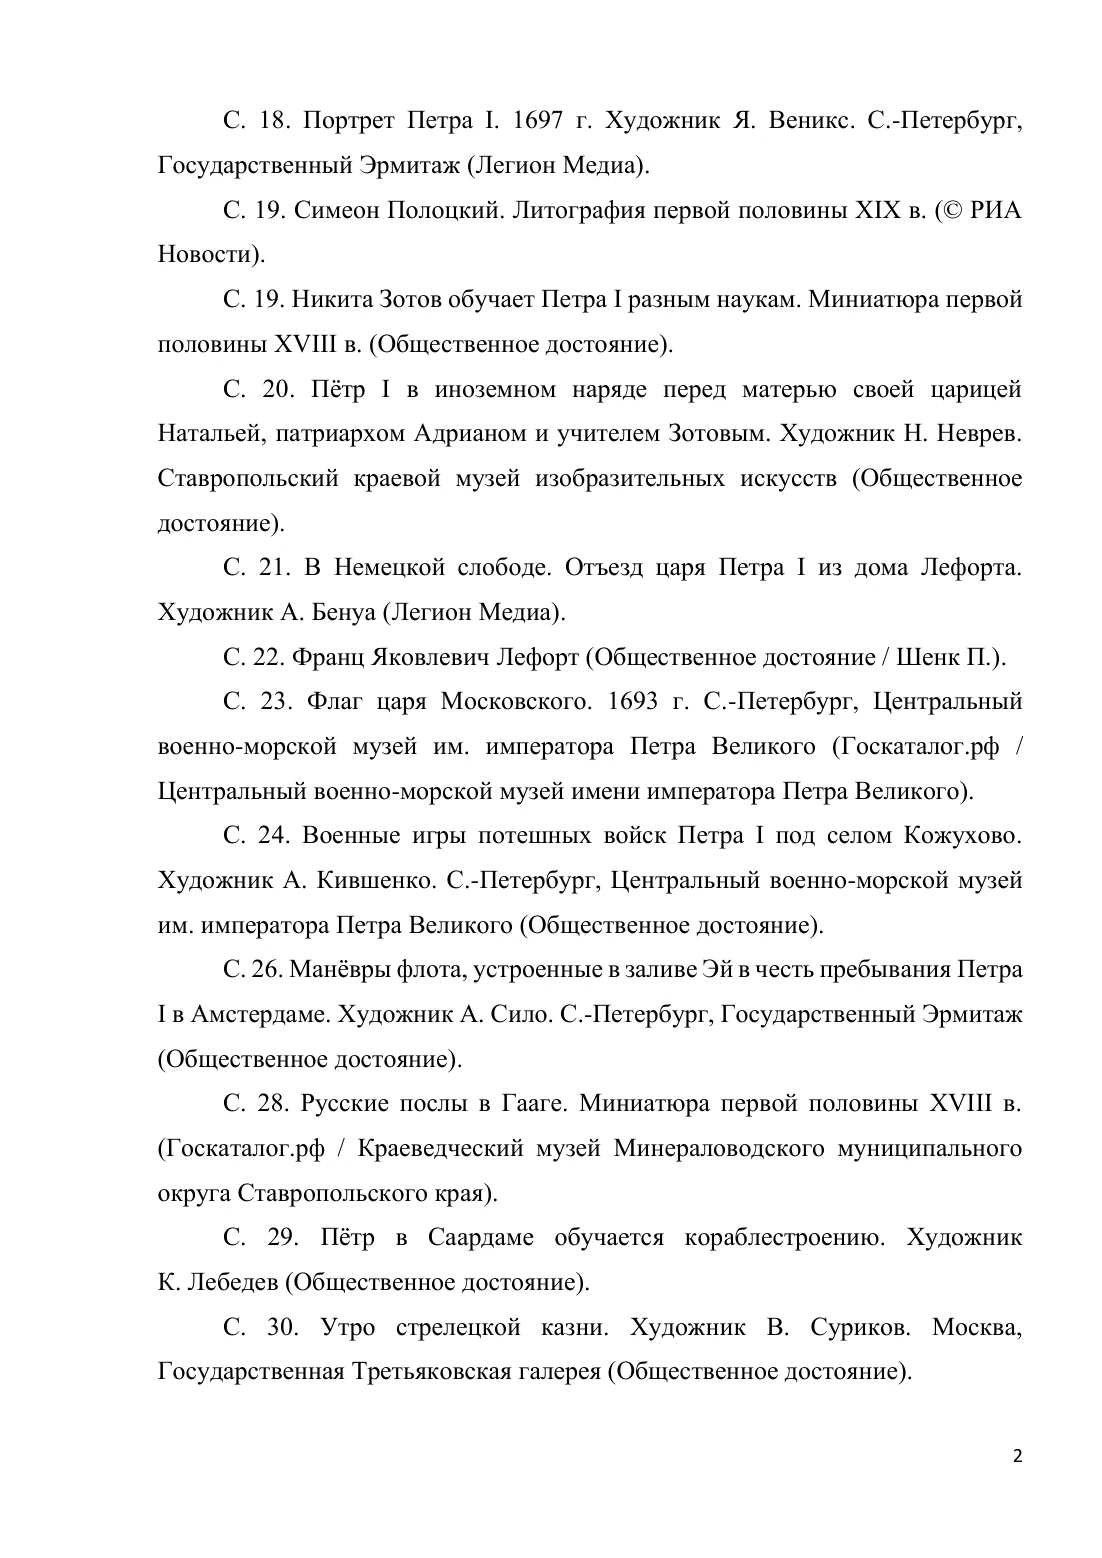 С. 18. Портрет Петра I. 1697 г. Художник Я. Веникс. С.-Петербург,
Государственный Эрмитаж (Легион Медиа).
С. 19. Симеон Полоцкий. Литография первой половины XIX в. (© РИА
Новости).
С. 19. Никита Зотов обучает Петра I разным наукам. Миниатюра первой
половины XVIII в. (Общественное достояние).
С. 20. Пётр I в иноземном наряде перед матерью своей царицей
Натальей, патриархом Адрианом и учителем Зотовым. Художник Н. Неврев.
Ставропольский краевой музей изобразительных искусств (Общественное
достояние).
С. 21. В Немецкой слободе. Отъезд царя Петра I из дома Лефорта.
Художник А. Бенуа (Легион Медиа).
С. 22. Франц Яковлевич Лефорт (Общественное достояние / Шенк П.).
С. 23. Флаг царя Московского. 1693 г. С.-Петербург, Центральный
военно-морской музей им. императора Петра Великого (Госкаталог.рф /
Центральный военно-морской музей имени императора Петра Великого).
С. 24. Военные игры потешных войск Петра I под селом Кожухово.
Художник А. Кившенко. С.-Петербург, Центральный военно-морской музей
им. императора Петра Великого (Общественное достояние).
С. 26. Манёвры флота, устроенные в заливе Эй в честь пребывания Петра
I в Амстердаме. Художник А. Сило. С.-Петербург, Государственный Эрмитаж
(Общественное достояние).
С. 28. Русские послы в Гааге. Миниатюра первой половины XVIII в.
(Госкаталог.рф / Краеведческий музей Минераловодского муниципального
округа Ставропольского края).
С. 29. Пётр в Саардаме обучается кораблестроению. Художник
К. Лебедев (Общественное достояние).
С. 30. Утро стрелецкой казни. Художник В. Суриков. Москва,
Государственная Третьяковская галерея (Общественное достояние).
2